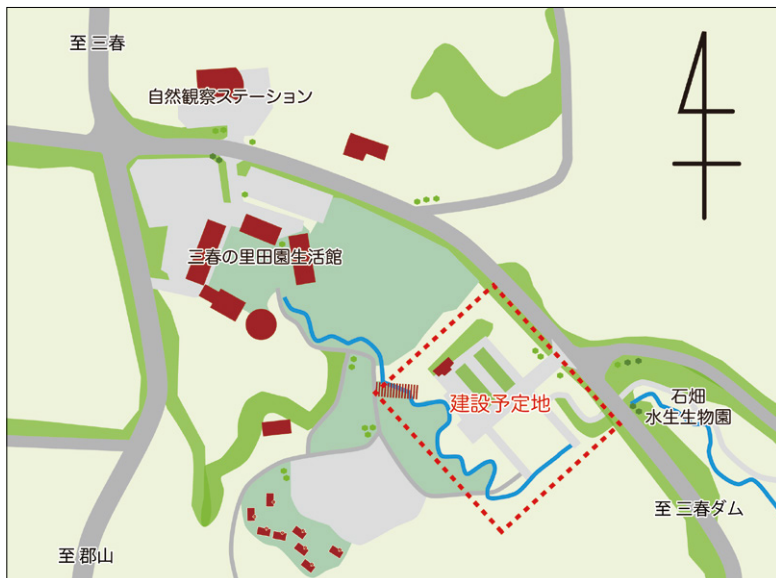 至 三春
自然観察ステーション
三春の里田園生活館
建設予定地
石畑
水生生物園
至 三春ダム
至 郡山